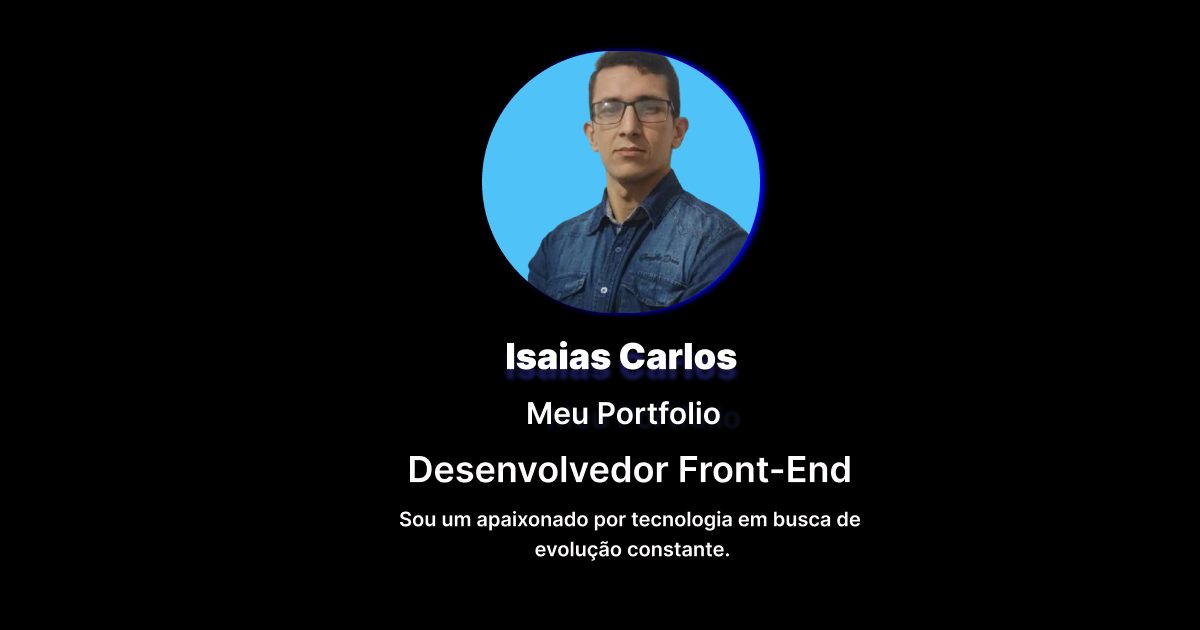 Isaias Carlos
Meu Portfolio
Desenvolvedor Front-End
Sou um apaixonado por tecnologia em busca de
evolução constante.